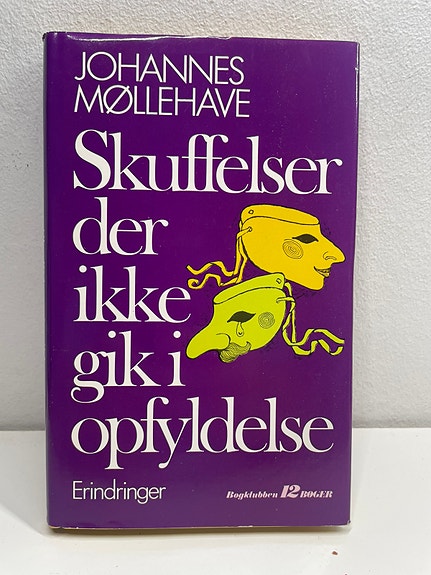 JOHANNES
MØLLEHAVE
Skuffelser
der
ikke
gik i
opfyldelse
Erindringer
Bogklubben 12 BØGER